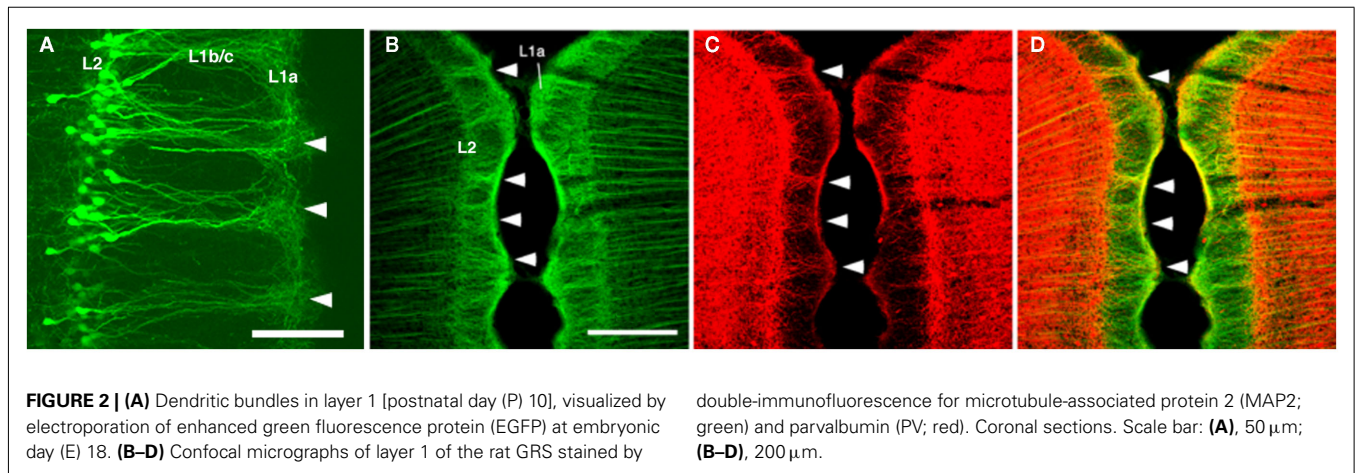 A
L2
L1b/c
L1a
B
L1a
L2
C
D
FIGURE 2 | (A) Dendritic bundles in layer 1 [postnatal day (P) 10], visualized by
electroporation of enhanced green fluorescence protein (EGFP) at embryonic
day (E) 18. (B–D) Confocal micrographs of layer 1 of the rat GRS stained by
double-immunofluorescence for microtubule-associated protein 2 (MAP2;
green) and parvalbumin (PV; red). Coronal sections. Scale bar: (A), 50 μm;
(B–D), 200 μm.